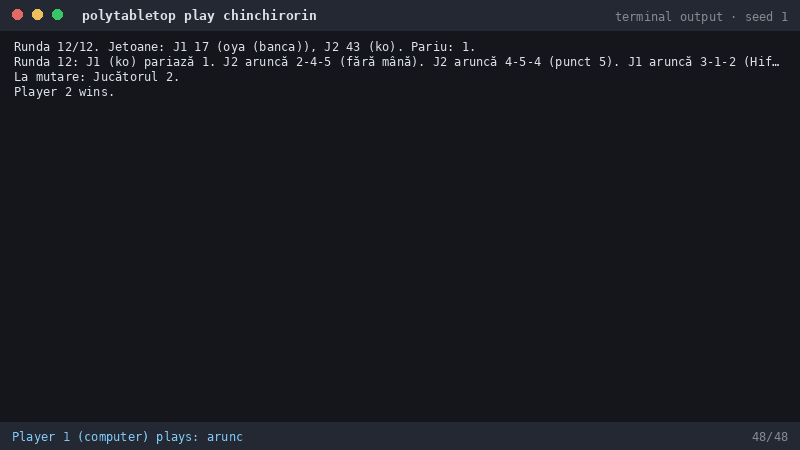 polytabletop play chinchirorin
terminal output · seed 1
Runda 12/12. Jetoane: J1 17 (oya (banca)), J2 43 (ko). Pariu: 1.
Runda 12: J1 (ko) pariază 1. J2 aruncă 2-4-5 (fără mână). J2 aruncă 4-5-4 (punct 5). J1 aruncă 3-1-2 (Hif…
La mutare: Jucătorul 2.
Player 2 wins.
Player 1 (computer) plays: arunc
48/48